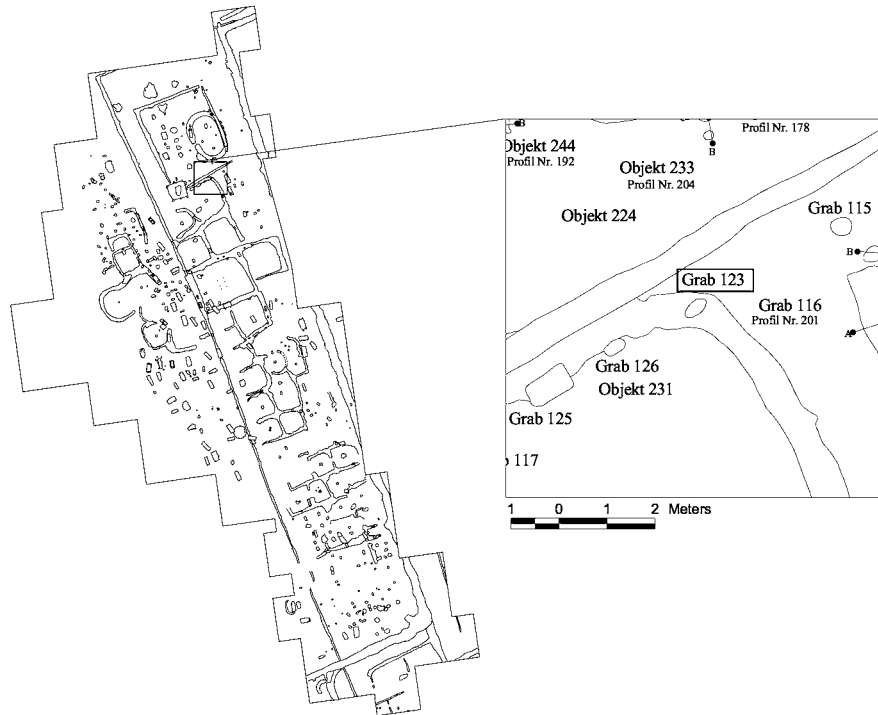 B
Objekt 244
Profil Nr. 192
Profil Nr. 178
B
Objekt 233
Profil Nr. 204
Objekt 224
Grab 115
B
Grab 123
Grab 116
Profil Nr. 201
A
Grab 126
Objekt 231
Grab 125
117
1 0 1 2 Meters